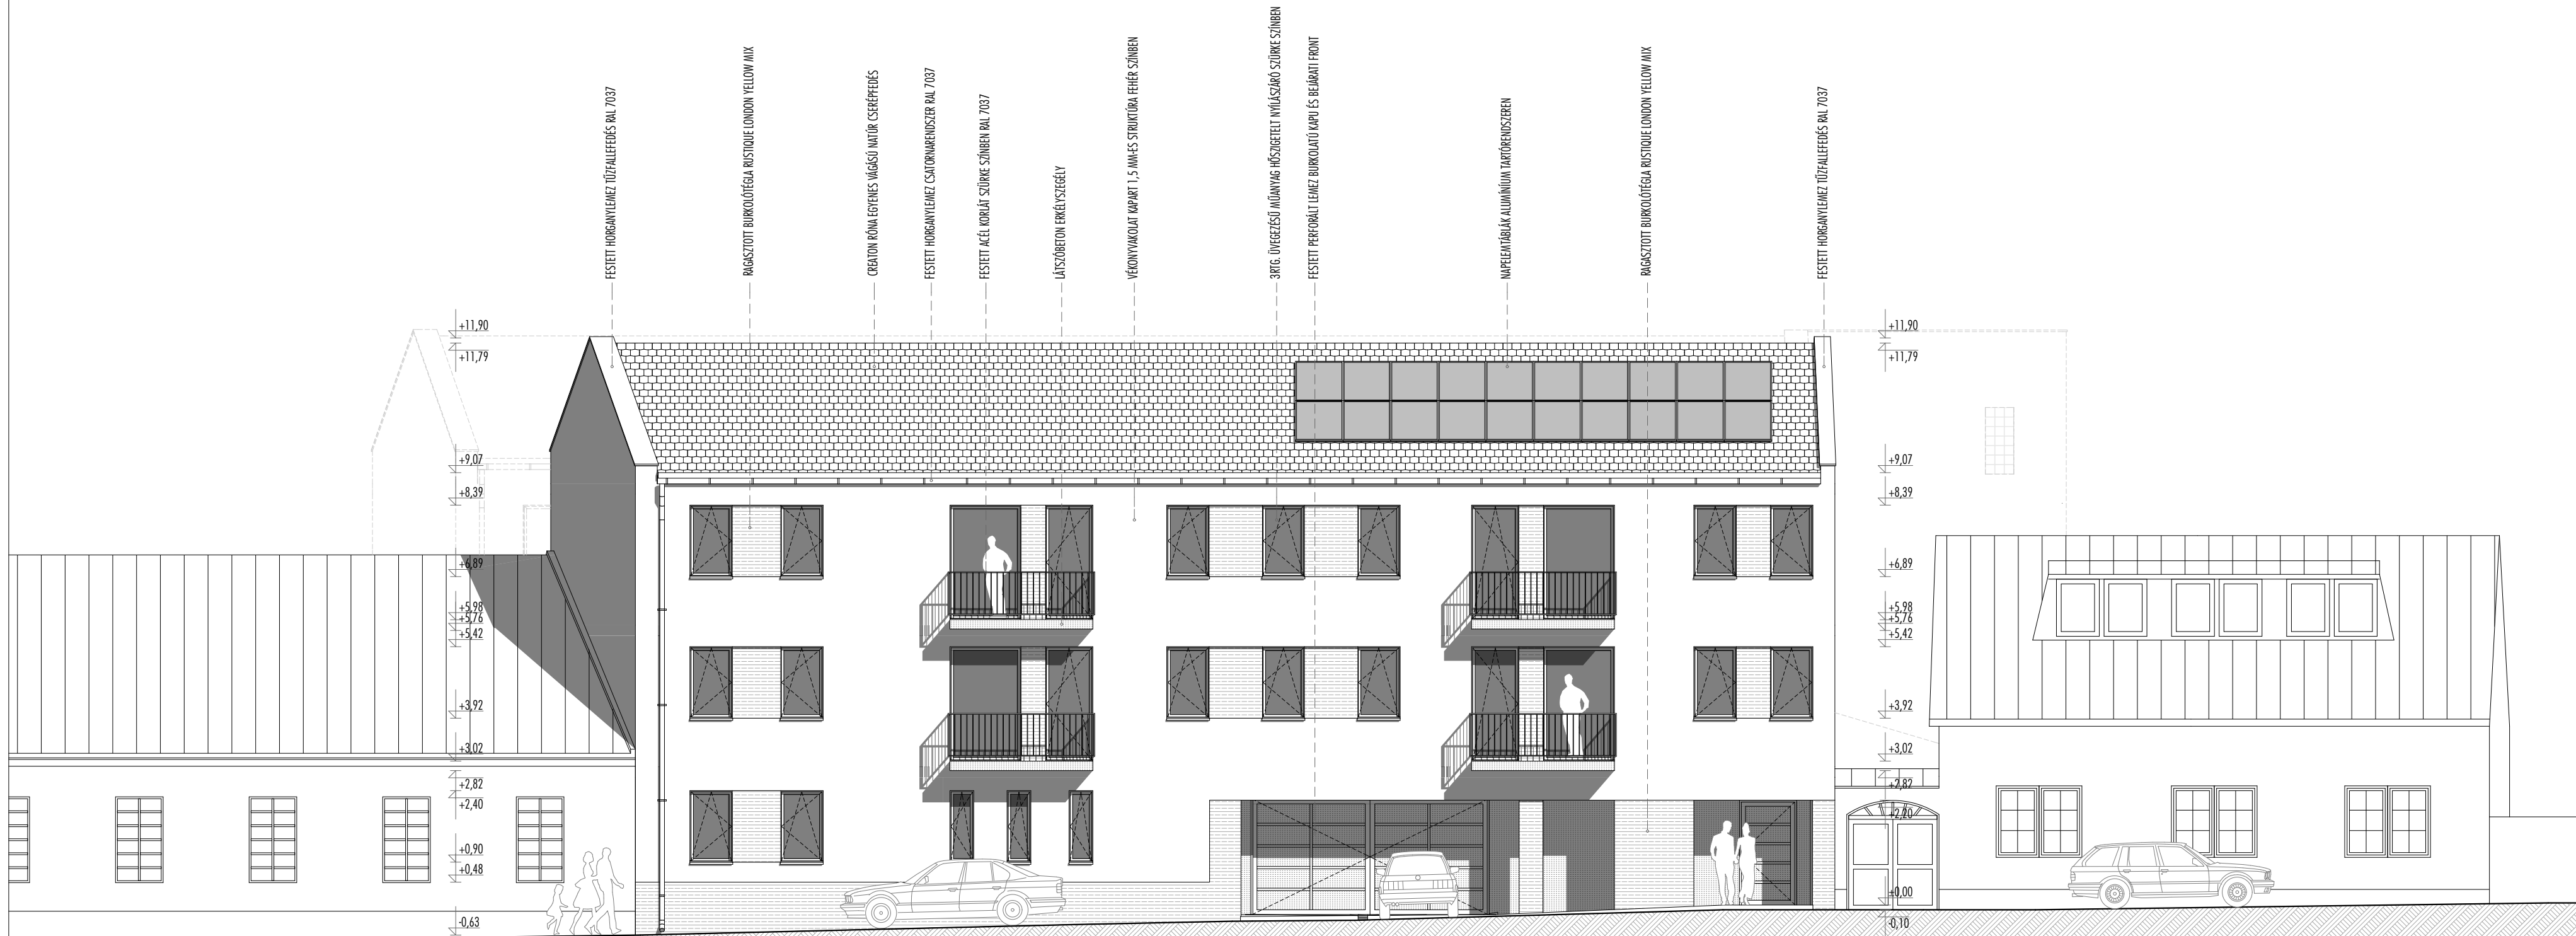 FESTETT HORGANYLEMEZ TŰZFALLEFEDÉS RAL 7037
RAGASZTOTT BURKOLÓTÉGLA RUSTIQUE LONDON YELLOW MIX
CREATON RÓNA EGYENES VÁGÁSÚ NATÚR CSERÉPFEDÉS
FESTETT HORGANYLEMEZ CSATORNARENDSZER RAL 7037
FESTETT ACÉL KORLÁT SZÜRKE SZÍNBEN RAL 7037
LÁTSZÓBETON ERKÉLYSZEGÉLY
VÉKONYVAKOLAT KAPART 1,5 MM-ES STRUKTÚRA FEHÉR SZÍNBEN
3RTG. ÜVEGEZÉSŰ MŰANYAG HŐSZIGETELT NYÍLÁSZÁRÓ SZÜRKE SZÍNBEN
FESTETT PERFORÁLT LEMEZ BURKOLATÚ KAPU ÉS BEJÁRATI FRONT
NAPELEMTÁBLÁK ALUMÍNIUM TARTÓRENDSZEREN
RAGASZTOTT BURKOLÓTÉGLA RUSTIQUE LONDON YELLOW MIX
FESTETT HORGANYLEMEZ TŰZFALLEFEDÉS RAL 7037
+11,90
+11,79
+9,07
+8,39
+6,89
+5,98
+5,76
+5,42
+3,92
+3,02
+2,82
+2,40
+0,90
+0,48
-0,63
+11,90
+11,79
+9,07
+8,39
+6,89
+5,98
+5,76
+5,42
+3,92
+3,02
+2,82
+2,20
+0,00
-0,10